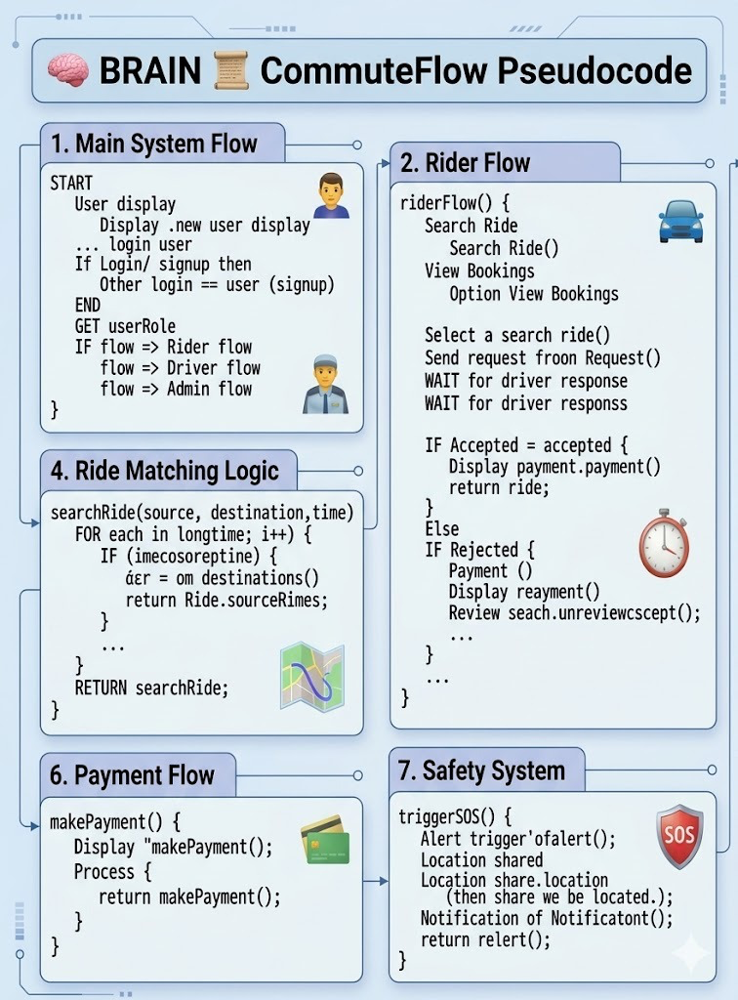 BRAIN CommuteFlow Pseudocode
1. Main System Flow
START
User display
Display .new user display
... login user
If Login/ signup then
Other login == user (signup)
END
GET userRole
IF flow => Rider flow
flow => Driver flow
flow => Admin flow
}
2. Rider Flow
riderFlow() {
Search Ride
Search Ride()
View Bookings
Option View Bookings
Select a search ride()
Send request froon Request()
WAIT for driver response
WAIT for driver responss
IF Accepted = accepted {
Display payment.payment()
return ride;
}
Else
IF Rejected {
Payment ()
Display reayment()
Review seach.unreviewcscept();
...
}
...
}
4. Ride Matching Logic
searchRide(source, destination,time)
FOR each in longtime; i++) {
IF (imecosoreptine) {
άεr = om destinations()
return Ride.sourceRimes;
}
...
}
RETURN searchRide;
}
6. Payment Flow
makePayment() {
Display "makePayment();
Process {
return makePayment();
}
}
7. Safety System
triggerSOS() {
Alert trigger'ofalert();
Location shared
Location share.location
(then share we be located.);
Notification of Notificatont();
return relert();
}
SOS